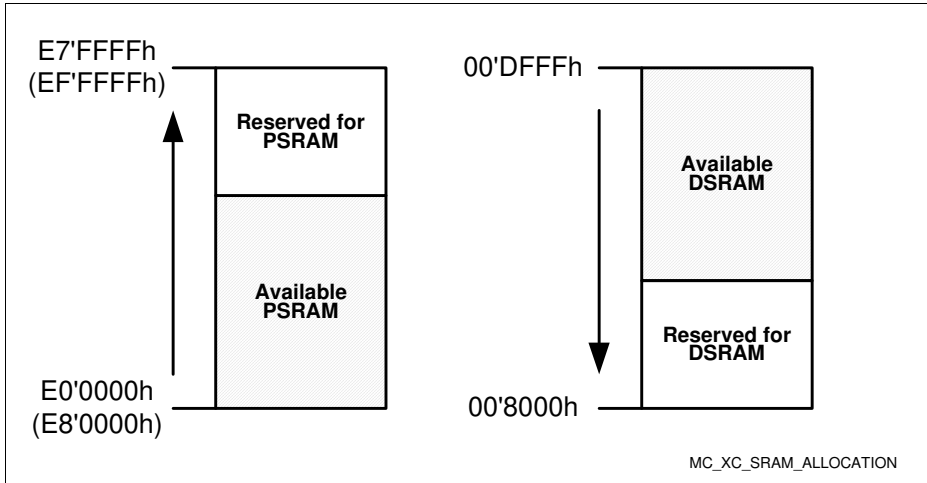 E7'FFFFh
(EF'FFFFh)
Reserved for
PSRAM
Available
PSRAM
E0'0000h
(E8'0000h)
00'DFFFh
Available
DSRAM
Reserved for
DSRAM
00'8000h
MC_XC_SRAM_ALLOCATION